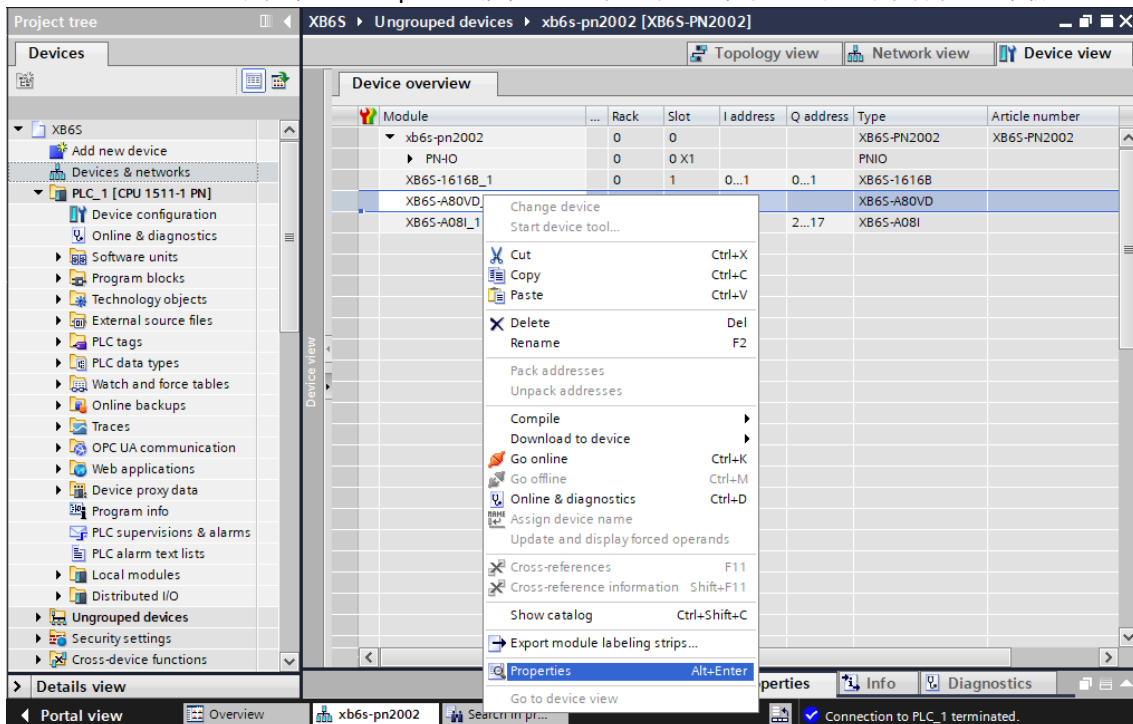 Project tree
XB6S ▸ Ungrouped devices ▸ xb6s-pn2002 [XB6S-PN2002]
Devices
Topology view Network view Device view
Device overview
Module ... Rack Slot I address Q address Type Article number
xb6s-pn2002 0 0 XB6S-PN2002 XB6S-PN2002
PN-IO 0 0 X1 PNIO
XB6S-1616B_1 0 1 0...1 0...1 XB6S-1616B
XB6S-A80VD_ XB6S-A80VD
XB6S-A08I_1 2...17 XB6S-A08I
XB6S
Add new device
Devices & networks
PLC_1 [CPU 1511-1 PN]
Device configuration
Online & diagnostics
Software units
Program blocks
Technology objects
External source files
PLC tags
PLC data types
Watch and force tables
Online backups
Traces
OPC UA communication
Web applications
Device proxy data
Program info
PLC supervisions & alarms
PLC alarm text lists
Local modules
Distributed I/O
Ungrouped devices
Security settings
Cross-device functions
Details view
Device view
Change device
Start device tool...
Cut Ctrl+X
Copy Ctrl+C
Paste Ctrl+V
Delete Del
Rename F2
Pack addresses
Unpack addresses
Compile
Download to device
Go online Ctrl+K
Go offline Ctrl+M
Online & diagnostics Ctrl+D
Assign device name
Update and display forced operands
Cross-references F11
Cross-reference information Shift+F11
Show catalog Ctrl+Shift+C
Export module labeling strips...
Properties Alt+Enter
Go to device view
perties Info Diagnostics
Portal view Overview xb6s-pn2002 Search in pr... Connection to PLC_1 terminated.